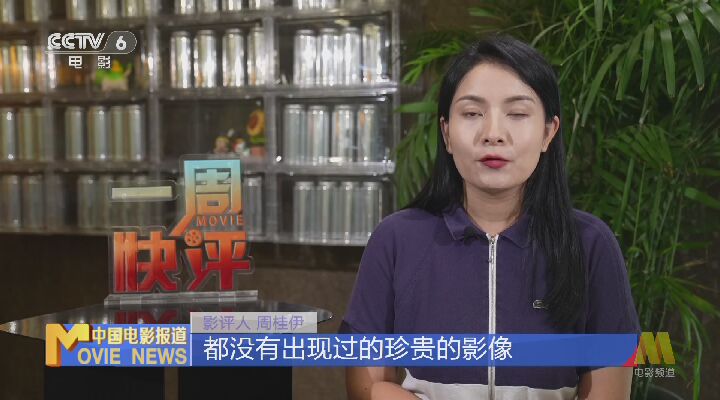 CCTV 6
电影
一周
MOVIE
快评
影评人 周桂伊
中国电影报道
MOVIE NEWS
都没有出现过的珍贵的影像
电影频道